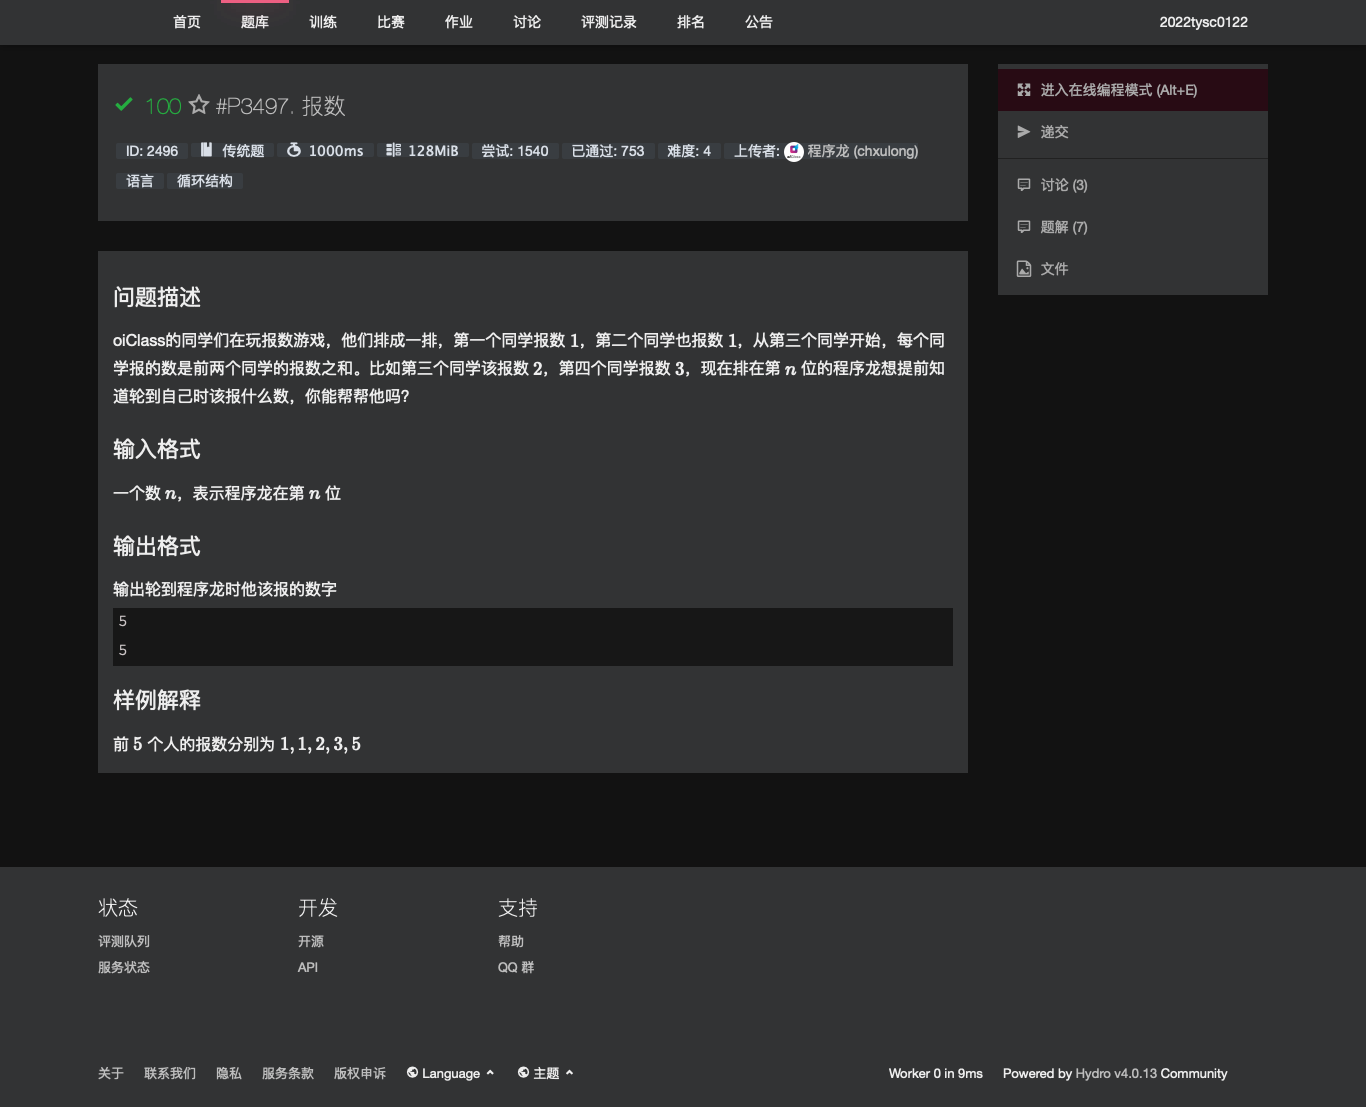 首页 题库 训练 比赛 作业 讨论 评测记录 排名 公告 2022tysc0122
100 #P3497. 报数
ID: 2496 传统题 1000ms 128MiB 尝试: 1540 已通过: 753 难度: 4 上传者: 程序龙 (chxulong)
语言 循环结构
进入在线编程模式 (Alt+E)
递交
讨论 (3)
题解 (7)
文件
问题描述
oiClass的同学们在玩报数游戏，他们排成一排，第一个同学报数 1，第二个同学也报数 1，从第三个同学开始，每个同
学报的数是前两个同学的报数之和。比如第三个同学该报数 2，第四个同学报数 3，现在排在第 n 位的程序龙想提前知
道轮到自己时该报什么数，你能帮帮他吗？
输入格式
一个数 n，表示程序龙在第 n 位
输出格式
输出轮到程序龙时他该报的数字
5
5
样例解释
前 5 个人的报数分别为 1, 1, 2, 3, 5
状态 开发 支持
评测队列 开源 帮助
服务状态 API QQ 群
关于 联系我们 隐私 服务条款 版权申诉 Language 主题 Worker 0 in 9ms Powered by Hydro v4.0.13 Community